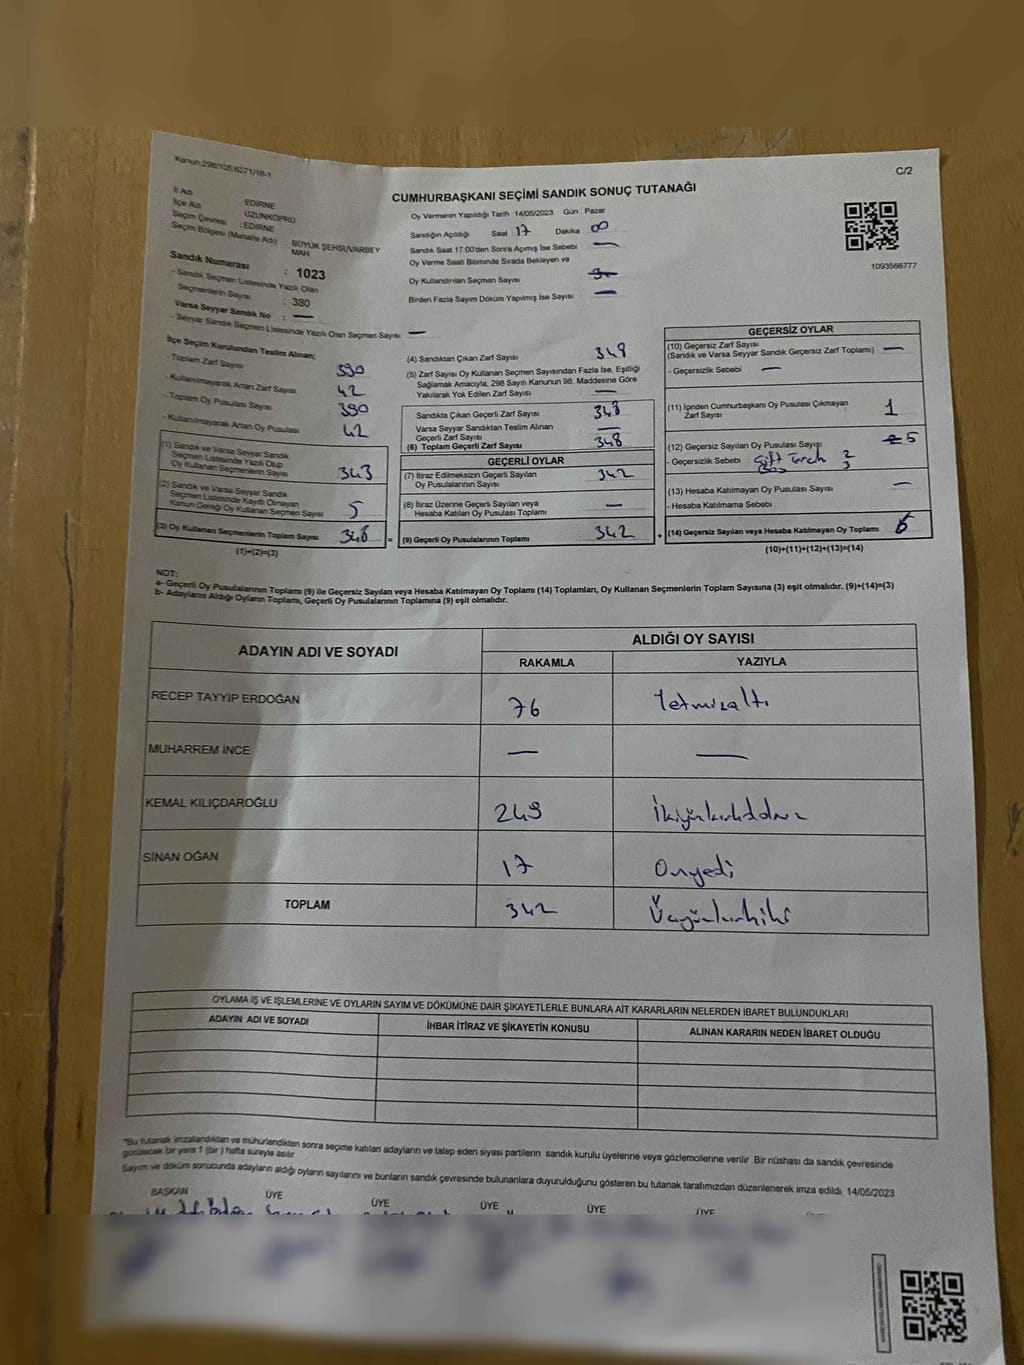 Kanun:298/105;6271/18-1
C/2
CUMHURBAŞKANI SEÇİMİ SANDIK SONUÇ TUTANAĞI
İl Adı EDİRNE
İlçe Adı UZUNKÖPRÜ
Seçim Çevresi : EDİRNE
Seçim Bölgesi (Mahalle Adı) BÜYÜK ŞEHSUVARBEY MAH
Sandık Numarası : 1023
- Sandık Seçmen Listesinde Yazılı Olan
Seçmenlerin Sayısı : 380
Varsa Seyyar Sandık No : —
- Seyyar Sandık Seçmen Listesinde Yazılı Olan Seçmen Sayısı —
Oy Vermenin Yapıldığı Tarih :14/05/2023 Gün : Pazar
Sandığın Açıldığı Saat 17 Dakika 00
Sandık Saat 17:00'den Sonra Açılmış İse Sebebi —
Oy Verme Saati Bitiminde Sırada Bekleyen ve
Oy Kullandırılan Seçmen Sayısı
Birden Fazla Sayım Döküm Yapılmış İse Sayısı —
1093566777
İlçe Seçim Kurulundan Teslim Alınan;
- Toplam Zarf Sayısı 390
- Kullanılmayarak Artan Zarf Sayısı 42
- Toplam Oy Pusulası Sayısı 390
- Kullanılmayarak Artan Oy Pusulası 42
(1) Sandık ve Varsa Seyyar Sandık
Seçmen Listesinde Yazılı Olup
Oy Kullanan Seçmenlerin Sayısı 343
(2) Sandık ve Varsa Seyyar Sandık
Seçmen Listesinde Kaydı Olmayan
Kanun Gereği Oy Kullanan Seçmen Sayısı 5
(3) Oy Kullanan Seçmenlerin Toplam Sayısı 348
(1)+(2)=(3)
(4) Sandıktan Çıkan Zarf Sayısı 348
(5) Zarf Sayısı Oy Kullanan Seçmen Sayısından Fazla İse, Eşitliği
Sağlamak Amacıyla, 298 Sayılı Kanunun 98. Maddesine Göre
Yakılarak Yok Edilen Zarf Sayısı —
Sandıkta Çıkan Geçerli Zarf Sayısı 348
Varsa Seyyar Sandıktan Teslim Alınan
Geçerli Zarf Sayısı —
(6) Toplam Geçerli Zarf Sayısı 348
GEÇERLİ OYLAR
(7) İtiraz Edilmeksizin Geçerli Sayılan
Oy Pusulalarının Sayısı 342
(8) İtiraz Üzerine Geçerli Sayılan veya
Hesaba Katılan Oy Pusulası Toplamı —
= (9) Geçerli Oy Pusulalarının Toplamı 342
GEÇERSİZ OYLAR
(10) Geçersiz Zarf Sayısı
(Sandık ve Varsa Seyyar Sandık Geçersiz Zarf Toplamı) —
- Geçersizlik Sebebi —
(11) İçinden Cumhurbaşkanı Oy Pusulası Çıkmayan
Zarf Sayısı 1
(12) Geçersiz Sayılan Oy Pusulası Sayısı 5
- Geçersizlik Sebebi Çift Tercih 2
Boş 3
(13) Hesaba Katılmayan Oy Pusulası Sayısı —
- Hesaba Katılmama Sebebi
+ (14) Geçersiz Sayılan veya Hesaba Katılmayan Oy Toplamı 6
(10)+(11)+(12)+(13)=(14)
NOT:
a- Geçerli Oy Pusulalarının Toplamı (9) ile Geçersiz Sayılan veya Hesaba Katılmayan Oy Toplamı (14) Toplamları, Oy Kullanan Seçmenlerin Toplam Sayısına (3) eşit olmalıdır. (9)+(14)=(3)
b- Adayların Aldığı Oyların Toplamı, Geçerli Oy Pusulalarının Toplamına (9) eşit olmalıdır.
ADAYIN ADI VE SOYADI
ALDIĞI OY SAYISI
RAKAMLA YAZIYLA
RECEP TAYYİP ERDOĞAN 76 Yetmişaltı
MUHARREM İNCE — —
KEMAL KILIÇDAROĞLU 249 İkiyüzkırkdokuz
SİNAN OĞAN 17 Onyedi
TOPLAM 342 Üçyüzkırkiki
OYLAMA İŞ VE İŞLEMLERİNE VE OYLARIN SAYIM VE DÖKÜMÜNE DAİR ŞİKAYETLERLE BUNLARA AİT KARARLARIN NELERDEN İBARET BULUNDUKLARI
ADAYIN ADI VE SOYADI İHBAR İTİRAZ VE ŞİKAYETİN KONUSU ALINAN KARARIN NEDEN İBARET OLDUĞU
*Bu tutanak imzalandıktan ve mühürlendikten sonra seçime katılan adayların ve talep eden siyasi partilerin sandık kurulu üyelerine veya gözlemcilerine verilir. Bir nüshası da sandık çevresinde
görülecek bir yere 1 (bir) hafta süreyle asılır.
Sayım ve döküm sonucunda adayların aldığı oyların sayılarını ve bunların sandık çevresinde bulunanlara duyurulduğunu gösteren bu tutanak tarafımızdan düzenlenerek imza edildi. 14/05/2023
BAŞKAN ÜYE ÜYE ÜYE ÜYE ÜYE